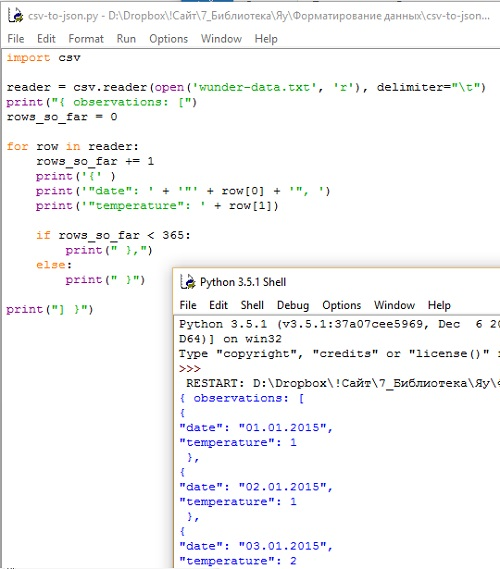 csv-to-json.py - D:\Dropbox\!Сайт\7_Библиотека\Яу\Форматирование данных\csv-to-json...
File Edit Format Run Options Window Help
import csv
reader = csv.reader(open('wunder-data.txt', 'r'), delimiter="\t")
print("{ observations: [")
rows_so_far = 0
for row in reader:
    rows_so_far += 1
    print('{' )
    print('"date": ' + '"' + row[0] + '", ')
    print('"temperature": ' + row[1])
    if rows_so_far < 365:
        print(" },")
    else:
        print(" }")
print("] }")
Python 3.5.1 Shell
File Edit Shell Debug Options Window Help
Python 3.5.1 (v3.5.1:37a07cee5969, Dec  6 20
D64)] on win32
Type "copyright", "credits" or "license()"
>>>
 RESTART: D:\Dropbox\!Сайт\7_Библиотека\Яу\
{ observations: [
{
"date": "01.01.2015",
"temperature": 1
 },
{
"date": "02.01.2015",
"temperature": 1
 },
{
"date": "03.01.2015",
"temperature": 2